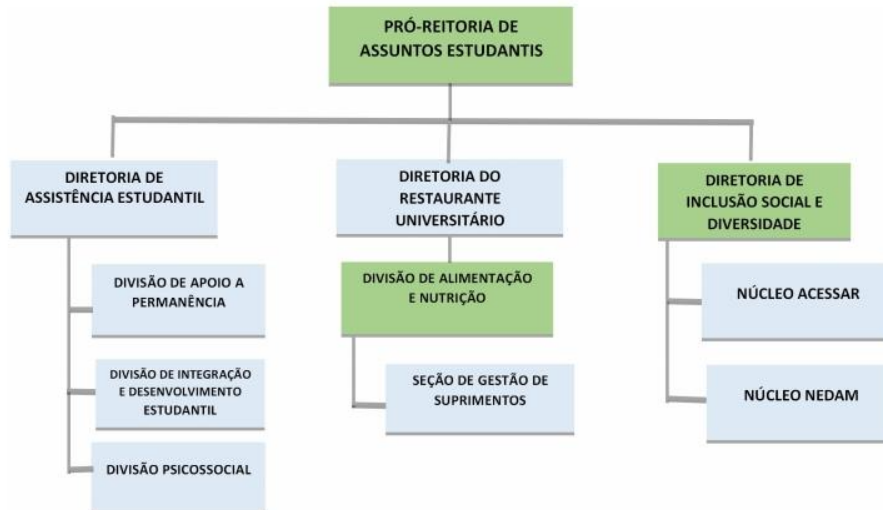 PRÓ-REITORIA DE
ASSUNTOS ESTUDANTIS
DIRETORIA DE
ASSISTÊNCIA ESTUDANTIL
DIVISÃO DE APOIO A
PERMANÊNCIA
DIVISÃO DE INTEGRAÇÃO
E DESENVOLVIMENTO
ESTUDANTIL
DIVISÃO PSICOSSOCIAL
DIRETORIA DO
RESTAURANTE
UNIVERSITÁRIO
DIVISÃO DE ALIMENTAÇÃO
E NUTRIÇÃO
SEÇÃO DE GESTÃO DE
SUPRIMENTOS
DIRETORIA DE
INCLUSÃO SOCIAL E
DIVERSIDADE
NÚCLEO ACESSAR
NÚCLEO NEDAM